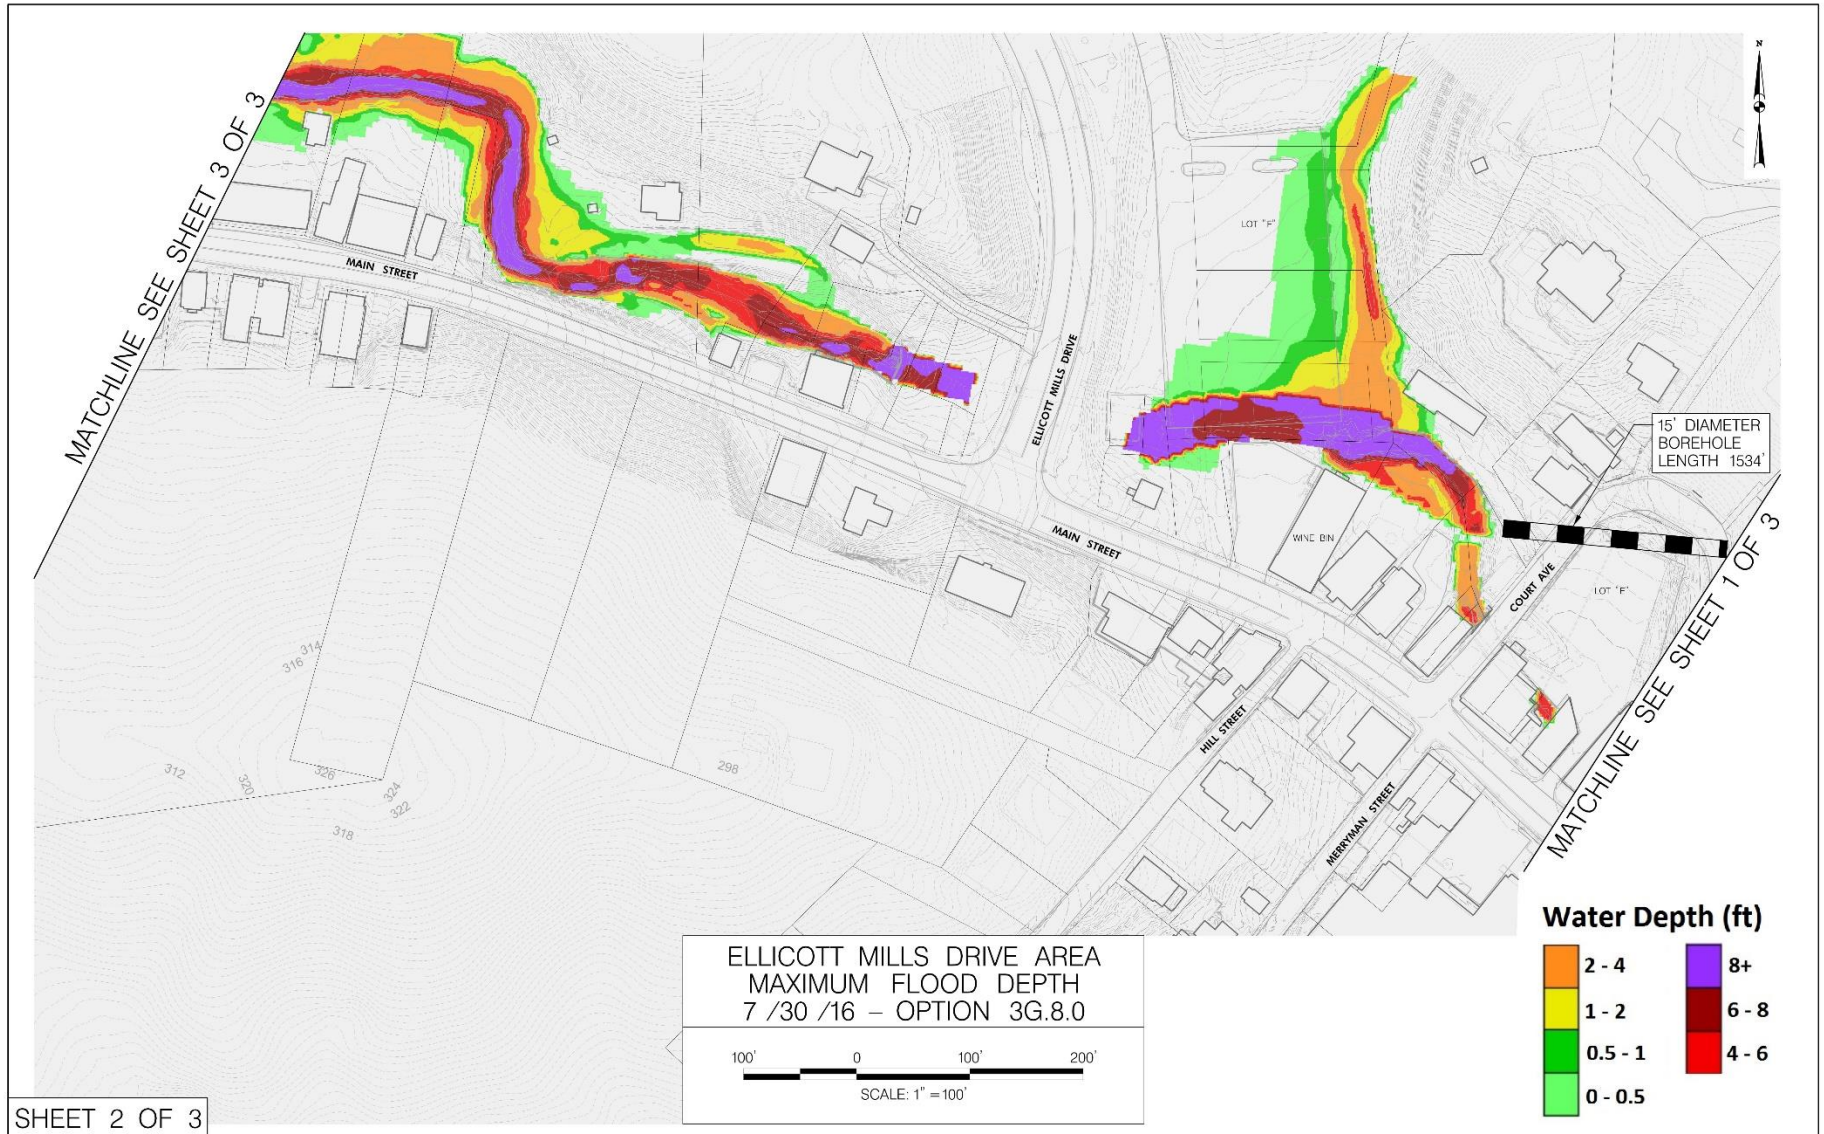 N
MATCHLINE SEE SHEET 3 OF 3
MAIN STREET
ELLICOTT MILLS DRIVE
LOT "F"
15' DIAMETER
BOREHOLE
LENGTH 1534'
MAIN STREET
WINE BIN
COURT AVE
LOT "F"
MATCHLINE SEE SHEET 1 OF 3
HILL STREET
MERRYMAN STREET
314
316
312
320
326
324
322
318
298
ELLICOTT MILLS DRIVE AREA
MAXIMUM FLOOD DEPTH
7 /30 /16 – OPTION 3G.8.0
100' 0 100' 200'
SCALE: 1" =100'
Water Depth (ft)
2 - 4
1 - 2
0.5 - 1
0 - 0.5
8+
6 - 8
4 - 6
SHEET 2 OF 3